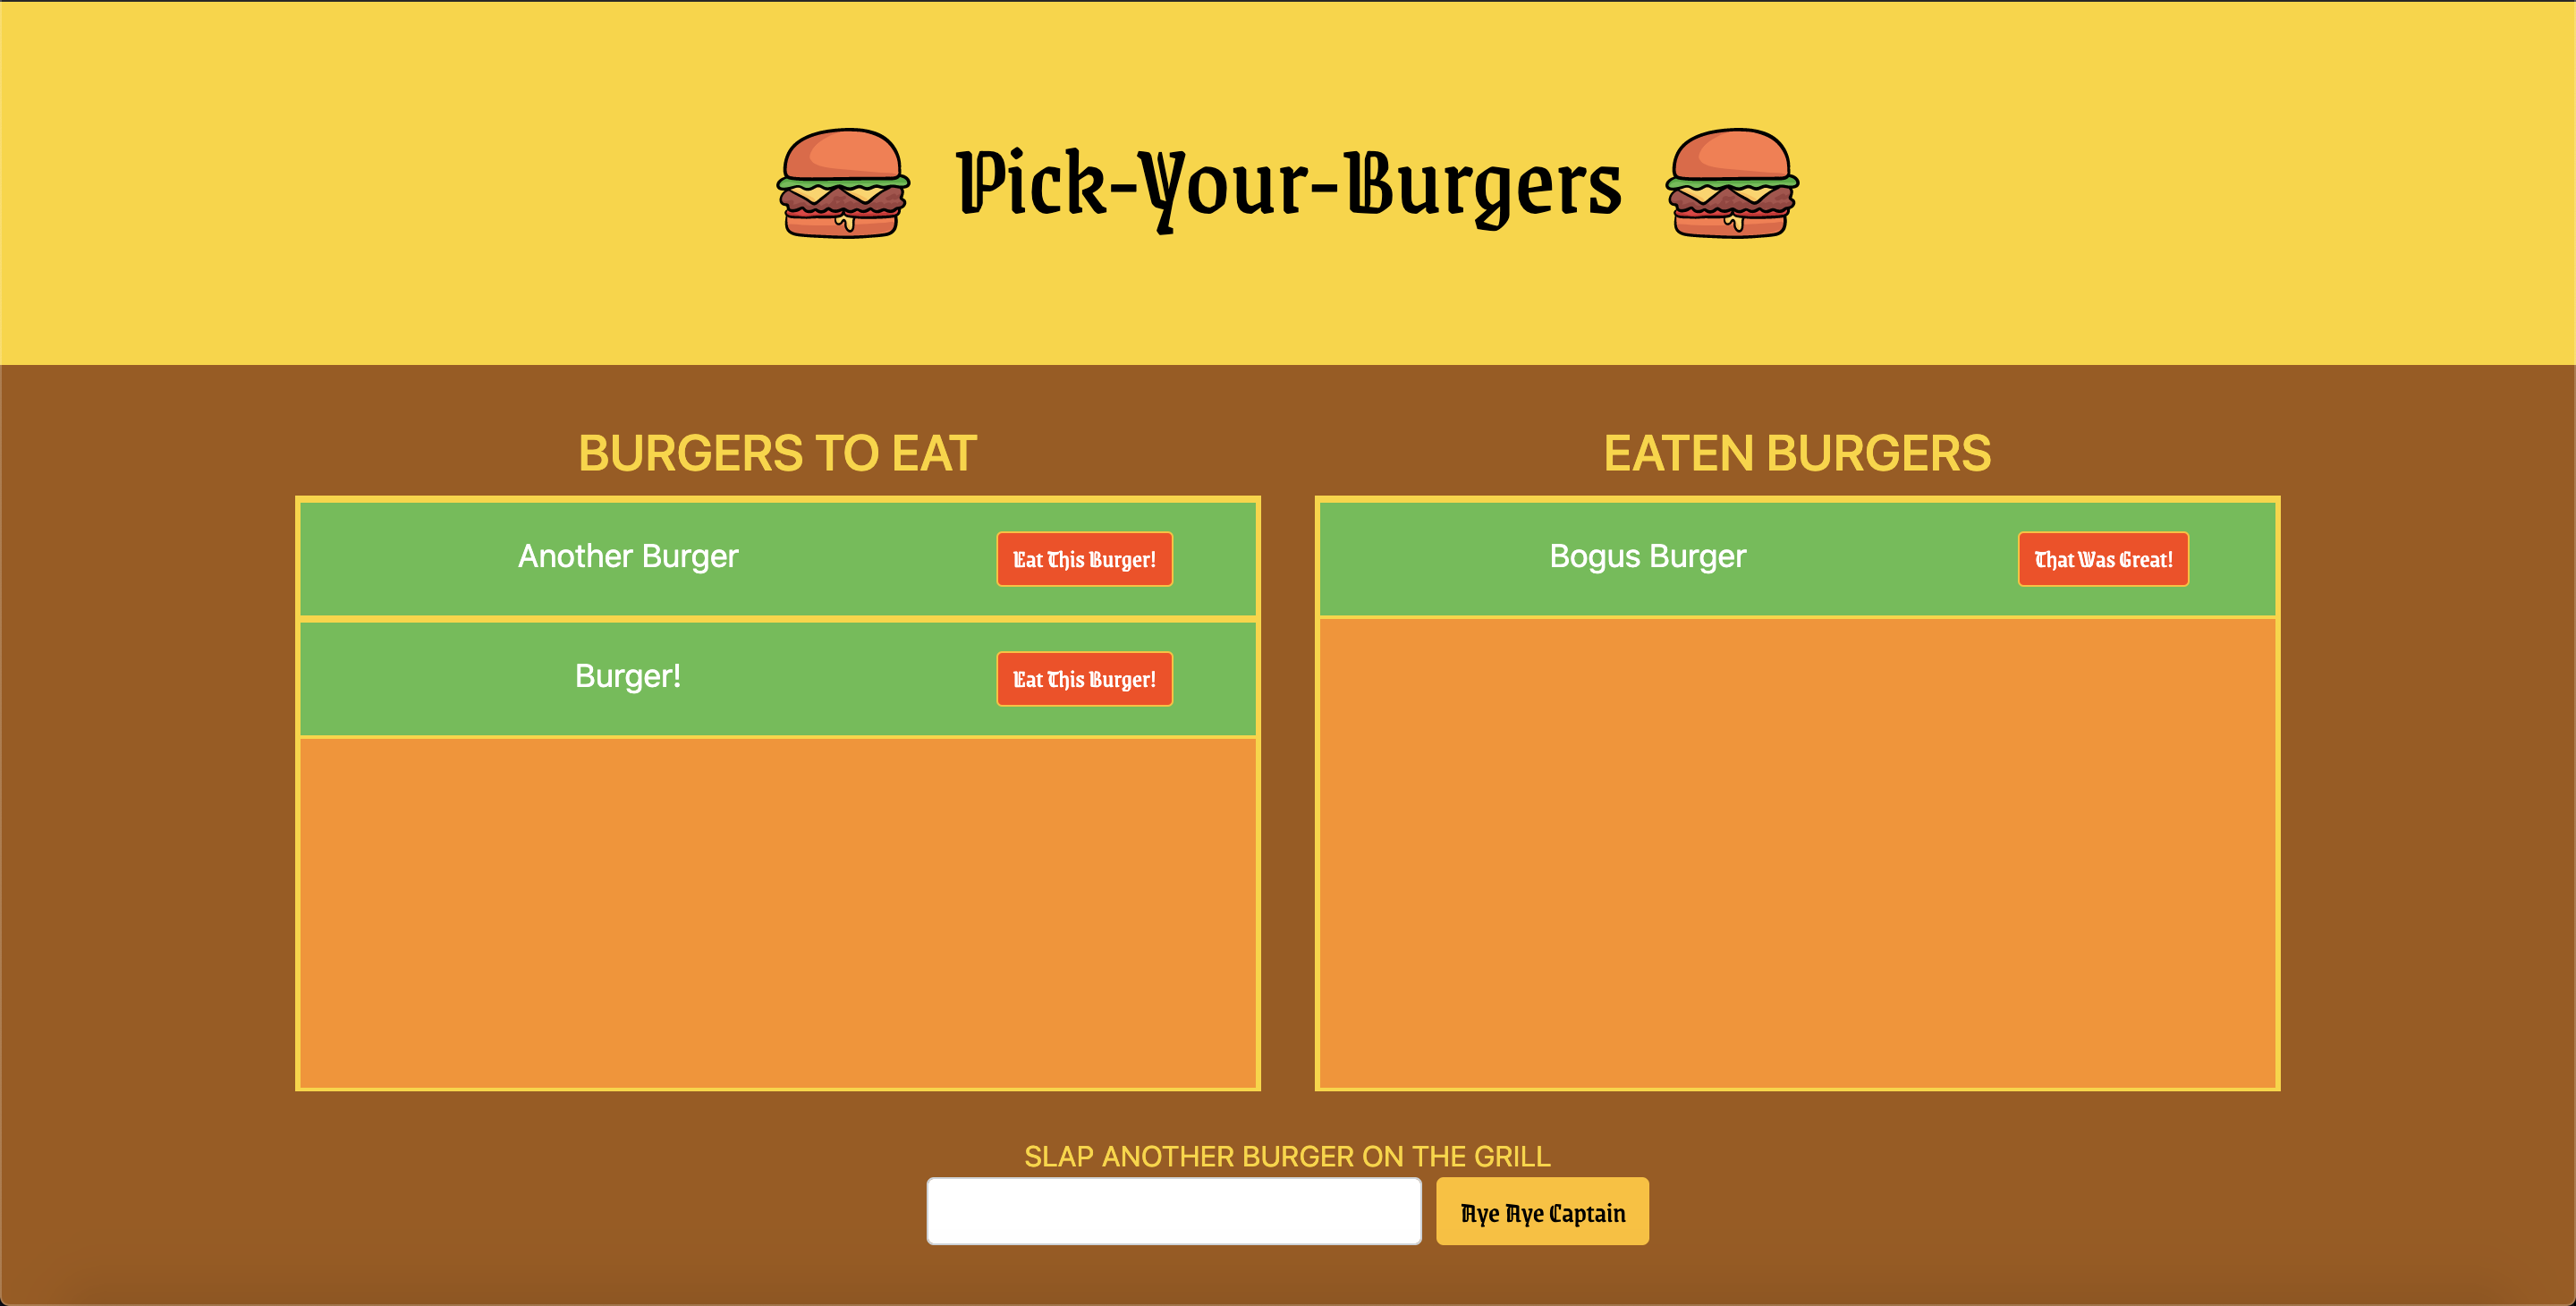 Pick-Your-Burgers
BURGERS TO EAT
Another Burger
Eat This Burger!
Burger!
Eat This Burger!
EATEN BURGERS
Bogus Burger
That Was Great!
SLAP ANOTHER BURGER ON THE GRILL
Aye Aye Captain